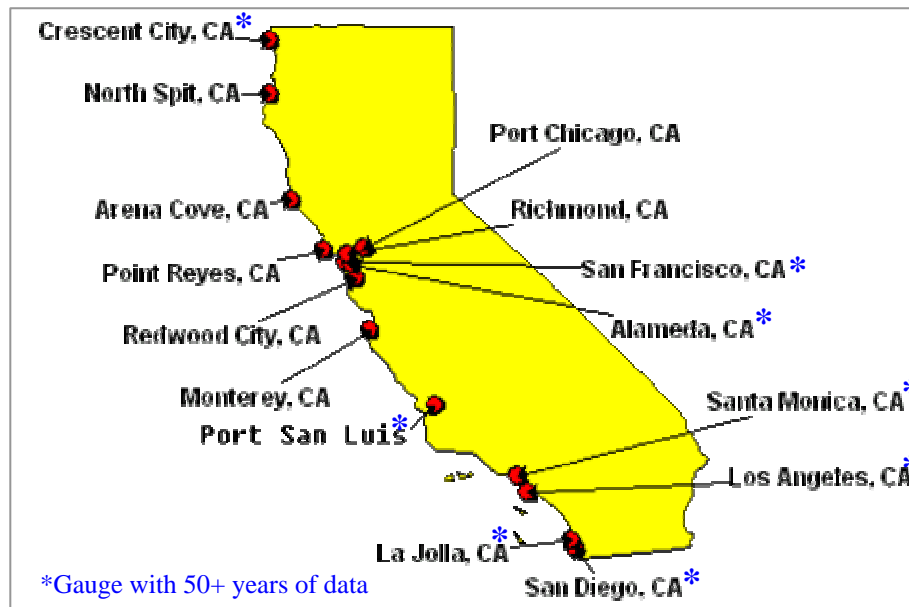 Crescent City, CA*
North Spit, CA
Port Chicago, CA
Arena Cove, CA
Richmond, CA
Point Reyes, CA
San Francisco, CA*
Redwood City, CA
Alameda, CA*
Monterey, CA
Santa Monica, CA*
Port San Luis*
Los Angeles, CA*
La Jolla, CA*
San Diego, CA*
*Gauge with 50+ years of data